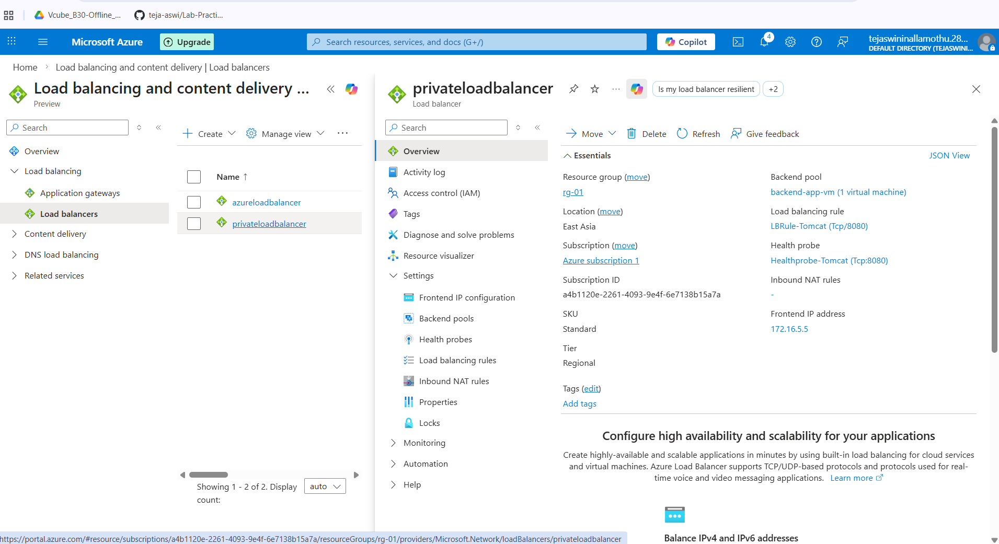 Vcube_B30-Offline_...
teja-aswi/Lab-Practi...
Microsoft Azure
Upgrade
Search resources, services, and docs (G+/)
Copilot
4
tejaswininallamothu.28...
DEFAULT DIRECTORY (TEJASWINI...
Home
Load balancing and content delivery | Load balancers
Load balancing and content delivery ...
Preview
Search
Overview
Load balancing
Application gateways
Load balancers
Content delivery
DNS load balancing
Related services
Create
Manage view
...
Name ↑
azureloadbalancer
privateloadbalancer
Showing 1 - 2 of 2. Display
count:
auto
privateloadbalancer
Load balancer
...
Is my load balancer resilient
+2
Search
Overview
Activity log
Access control (IAM)
Tags
Diagnose and solve problems
Resource visualizer
Settings
Frontend IP configuration
Backend pools
Health probes
Load balancing rules
Inbound NAT rules
Properties
Locks
Monitoring
Automation
Help
Move
Delete
Refresh
Give feedback
Essentials
JSON View
Resource group (move)
rg-01
Location (move)
East Asia
Subscription (move)
Azure subscription 1
Subscription ID
a4b1120e-2261-4093-9e4f-6e7138b15a7a
SKU
Standard
Tier
Regional
Backend pool
backend-app-vm (1 virtual machine)
Load balancing rule
LBRule-Tomcat (Tcp/8080)
Health probe
Healthprobe-Tomcat (Tcp:8080)
Inbound NAT rules
-
Frontend IP address
172.16.5.5
Tags (edit)
Add tags
Configure high availability and scalability for your applications
Create highly-available and scalable applications in minutes by using built-in load balancing for cloud services
and virtual machines. Azure Load Balancer supports TCP/UDP-based protocols and protocols used for real-
time voice and video messaging applications. Learn more
Balance IPv4 and IPv6 addresses
https://portal.azure.com/#resource/subscriptions/a4b1120e-2261-4093-9e4f-6e7138b15a7a/resourceGroups/rg-01/providers/Microsoft.Network/loadBalancers/privateloadbalancer